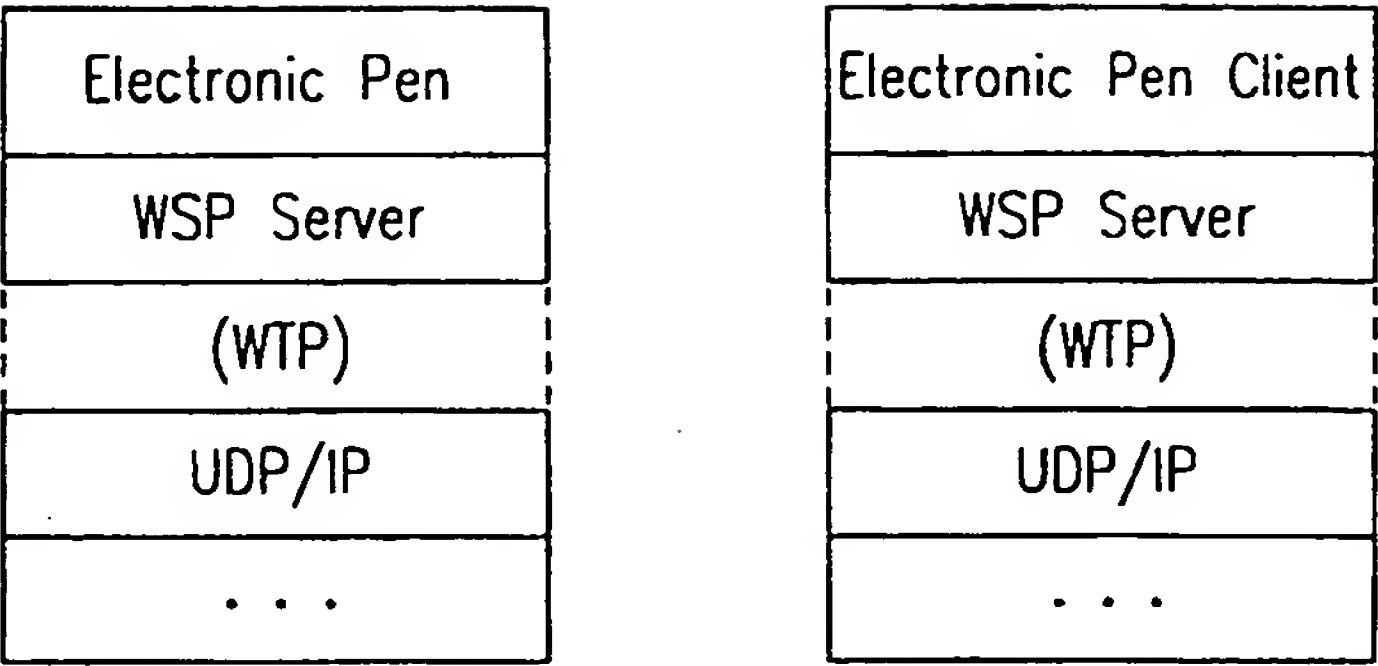 Electronic Pen
WSP Server
(WTP)
UDP/IP
. . .
Electronic Pen Client
WSP Server
(WTP)
UDP/IP
. . .